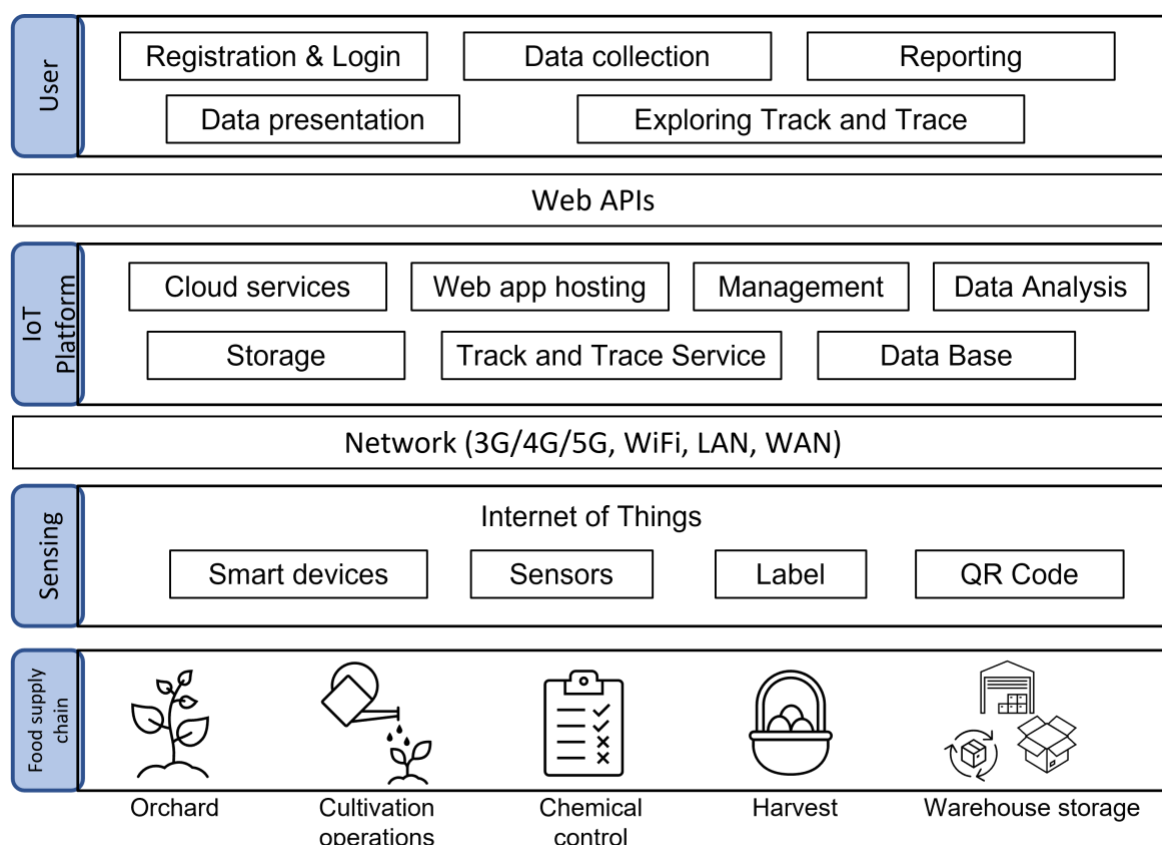 User
Registration & Login
Data collection
Reporting
Data presentation
Exploring Track and Trace
Web APIs
IoT
Platform
Cloud services
Web app hosting
Management
Data Analysis
Storage
Track and Trace Service
Data Base
Network (3G/4G/5G, WiFi, LAN, WAN)
Sensing
Internet of Things
Smart devices
Sensors
Label
QR Code
Food supply
chain
Orchard
Cultivation
operations
Chemical
control
Harvest
Warehouse storage